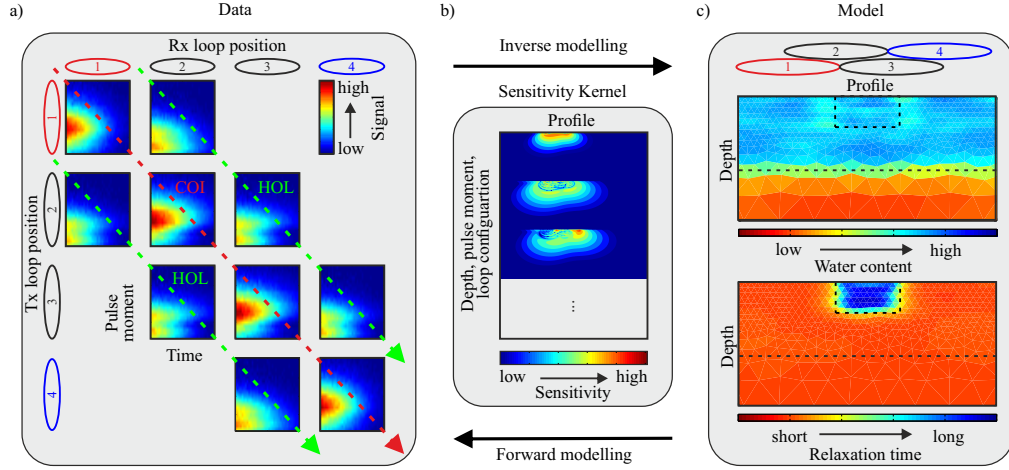 a)
Data
Rx loop position
1
2
3
4
high
low
Signal
Tx loop position
1
2
3
4
COI
HOL
HOL
Pulse
moment
Time
b)
Inverse modelling
Sensitivity Kernel
Profile
Depth, pulse moment,
loop configuartion
...
low
high
Sensitivity
Forward modelling
c)
Model
2
4
1
3
Profile
Depth
low
high
Water content
Depth
short
long
Relaxation time